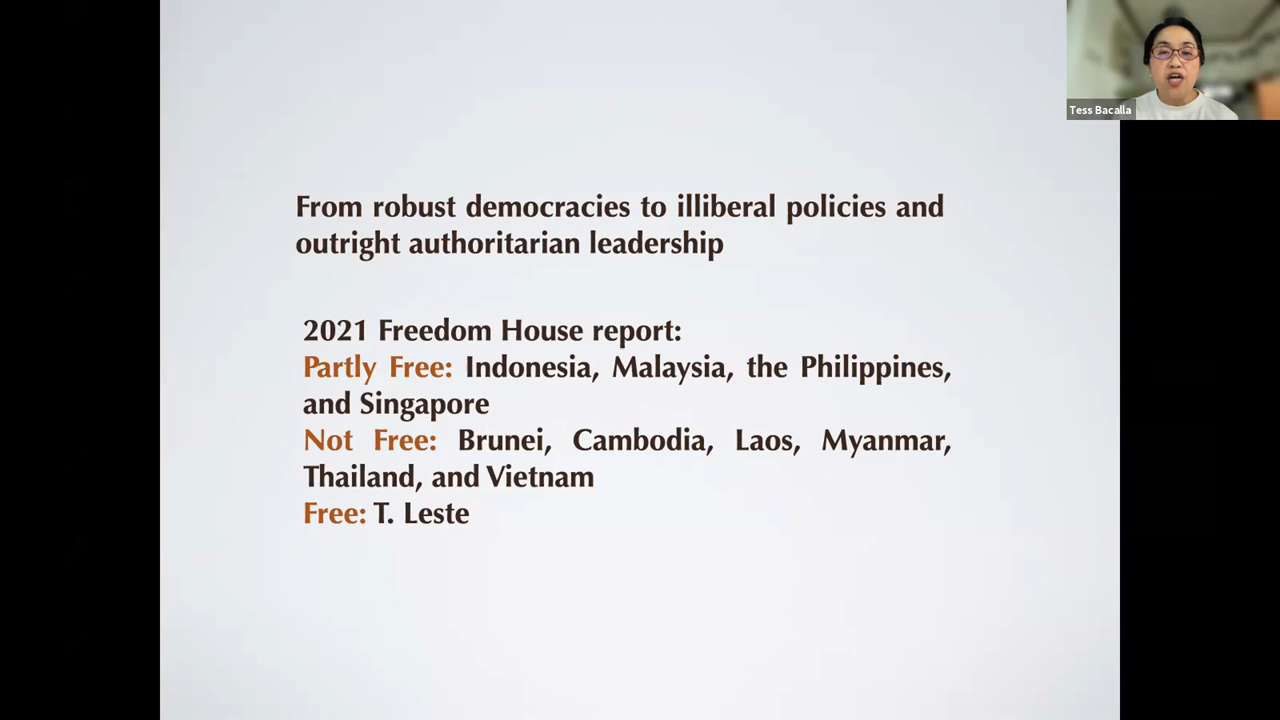 Tess Bacalla
From robust democracies to illiberal policies and
outright authoritarian leadership
2021 Freedom House report:
Partly Free: Indonesia, Malaysia, the Philippines,
and Singapore
Not Free: Brunei, Cambodia, Laos, Myanmar,
Thailand, and Vietnam
Free: T. Leste